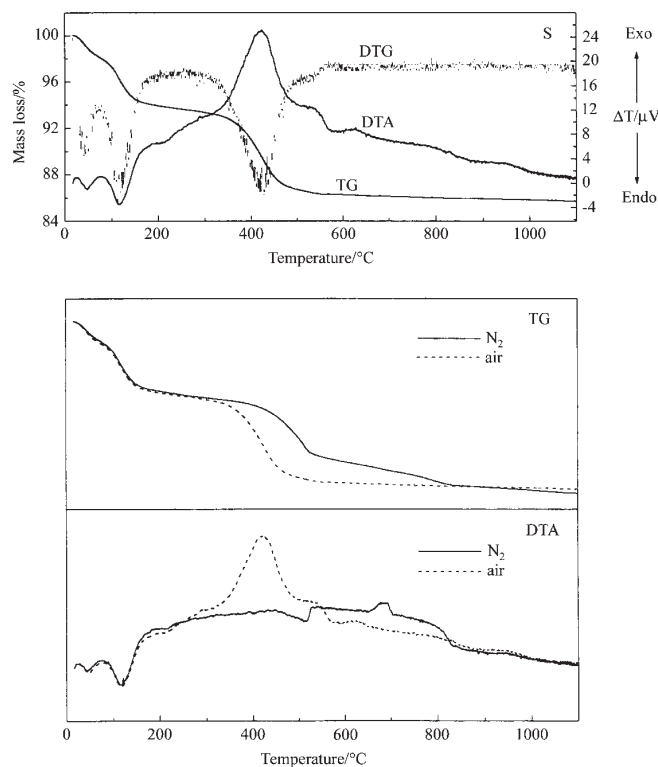 100
96
92
88
84
Mass loss/%
S
DTG
DTA
TG
24
20
16
12
8
4
0
-4
Exo
ΔT/μV
Endo
0 200 400 600 800 1000
Temperature/°C
TG
N₂
air
DTA
N₂
air
0 200 400 600 800 1000
Temperature/°C